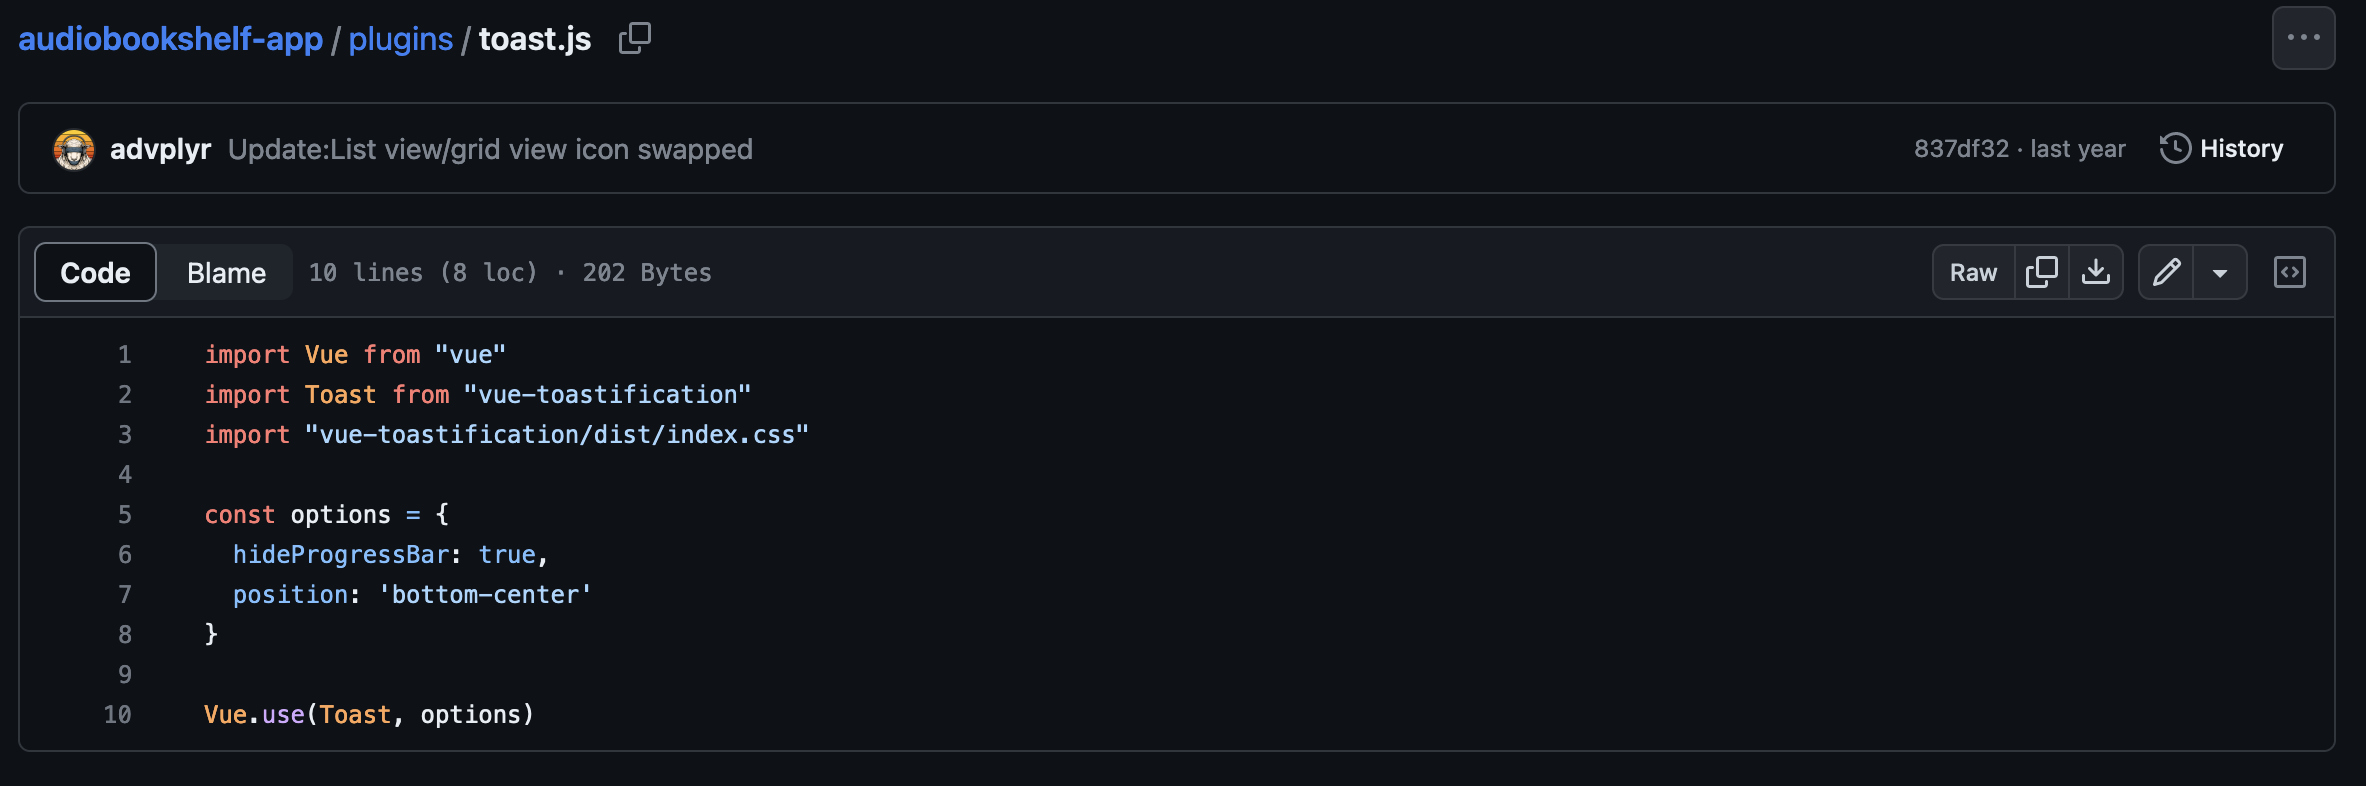 audiobookshelf-app / plugins / toast.js
advplyr Update:List view/grid view icon swapped 837df32 · last year History
Code Blame 10 lines (8 loc) · 202 Bytes Raw
1 import Vue from "vue"
2 import Toast from "vue-toastification"
3 import "vue-toastification/dist/index.css"
4
5 const options = {
6   hideProgressBar: true,
7   position: 'bottom-center'
8 }
9
10 Vue.use(Toast, options)